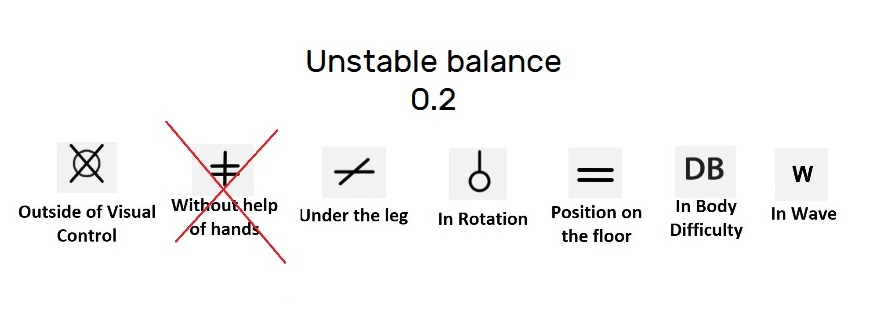 Unstable balance
0.2
DB
W
Outside of Visual
Control
Without help
of hands
Under the leg
In Rotation
Position on
the floor
In Body
Difficulty
In Wave